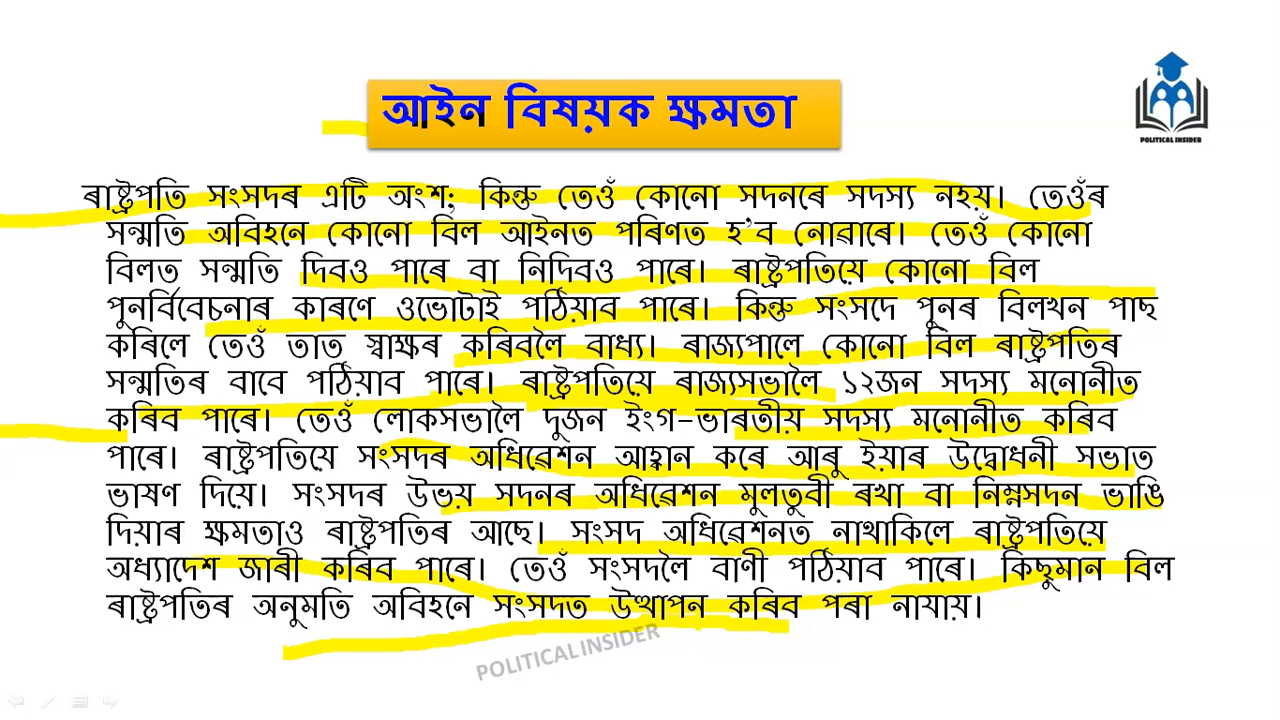 আইন বিষয়ক ক্ষমতা
POLITICAL INSIDER
ৰাষ্ট্ৰপতি সংসদৰ এটি অংশ; কিন্তু তেওঁ কোনো সদনৰে সদস্য নহয়। তেওঁৰ
সন্মতি অবিহনে কোনো বিল আইনত পৰিণত হ’ব নোৱাৰে। তেওঁ কোনো
বিলত সন্মতি দিবও পাৰে বা নিদিবও পাৰে। ৰাষ্ট্ৰপতিয়ে কোনো বিল
পুনৰ্বিবেচনাৰ কাৰণে ওভোটাই পঠিয়াব পাৰে। কিন্তু সংসদে পুনৰ বিলখন পাছ
কৰিলে তেওঁ তাত স্বাক্ষৰ কৰিবলৈ বাধ্য। ৰাজ্যপালে কোনো বিল ৰাষ্ট্ৰপতিৰ
সন্মতিৰ বাবে পঠিয়াব পাৰে। ৰাষ্ট্ৰপতিয়ে ৰাজ্যসভালৈ ১২জন সদস্য মনোনীত
কৰিব পাৰে। তেওঁ লোকসভালৈ দুজন ইংগ-ভাৰতীয় সদস্য মনোনীত কৰিব
পাৰে। ৰাষ্ট্ৰপতিয়ে সংসদৰ অধিৱেশন আহ্বান কৰে আৰু ইয়াৰ উদ্বোধনী সভাত
ভাষণ দিয়ে। সংসদৰ উভয় সদনৰ অধিৱেশন মুলতুবী ৰখা বা নিম্নসদন ভাঙি
দিয়াৰ ক্ষমতাও ৰাষ্ট্ৰপতিৰ আছে। সংসদ অধিৱেশনত নাথাকিলে ৰাষ্ট্ৰপতিয়ে
অধ্যাদেশ জাৰী কৰিব পাৰে। তেওঁ সংসদলৈ বাণী পঠিয়াব পাৰে। কিছুমান বিল
ৰাষ্ট্ৰপতিৰ অনুমতি অবিহনে সংসদত উত্থাপন কৰিব পৰা নাযায়।
POLITICAL INSIDER